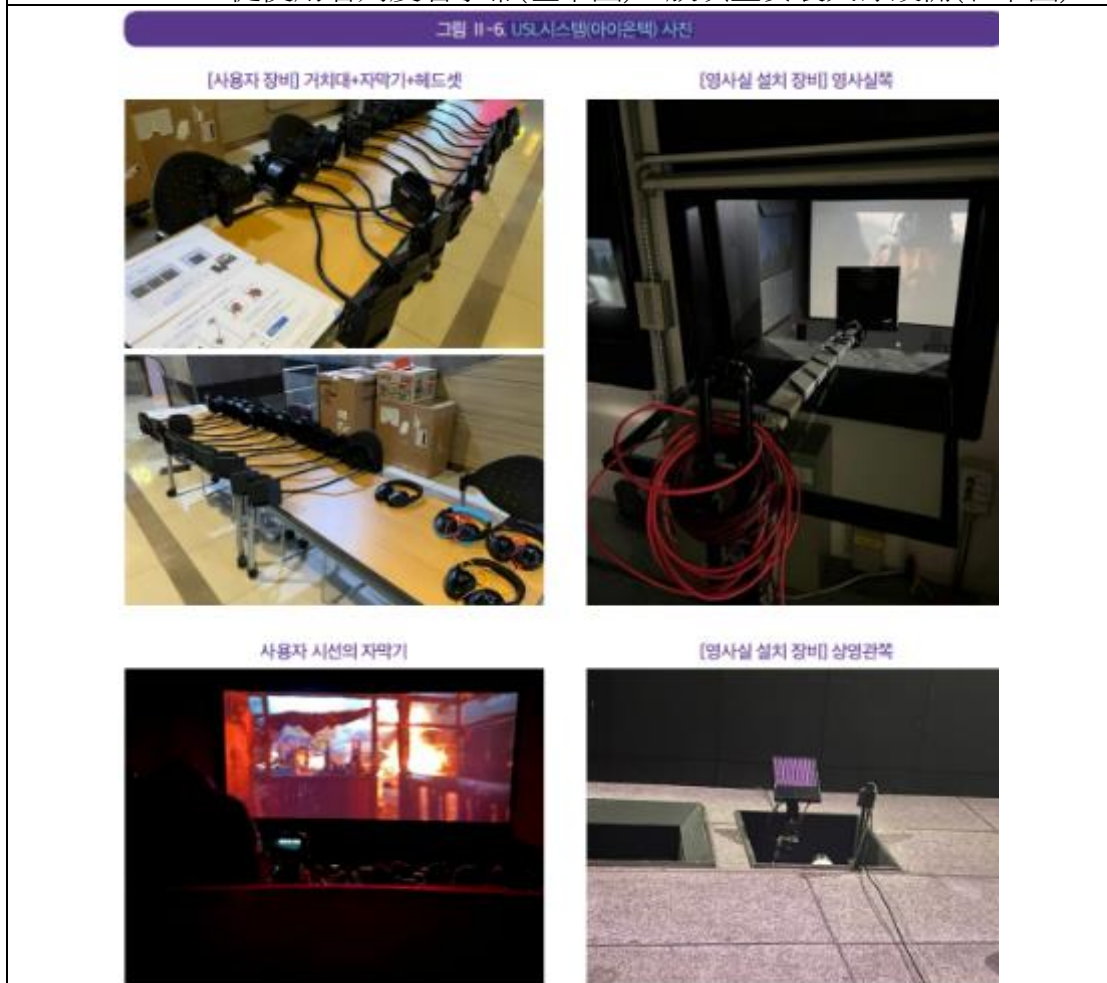 그림 Ⅱ-6. USL시스템(아이온텍) 사진
[사용자 장비] 거치대+자막기+헤드셋
[영사실 설치 장비] 영사실쪽
사용자 시선의 자막기
[영사실 설치 장비] 상영관쪽